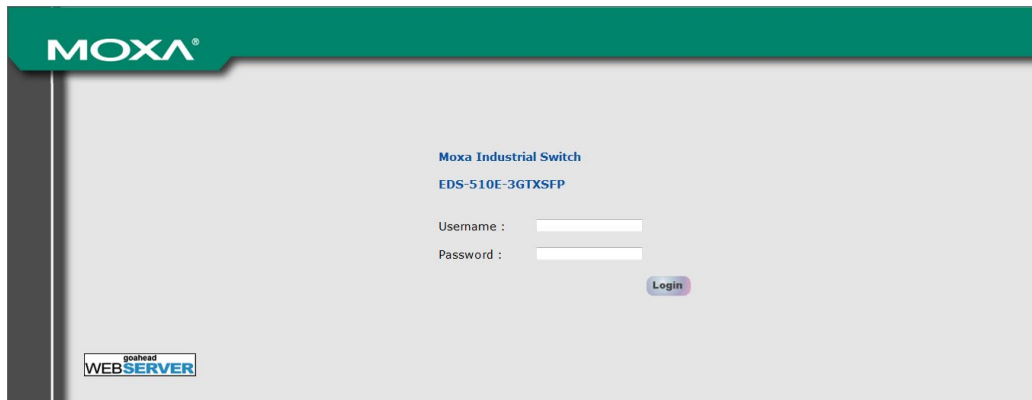 MOXA®
Moxa Industrial Switch
EDS-510E-3GTXSFP
Username :
Password :
Login
goahead
WEBSERVER